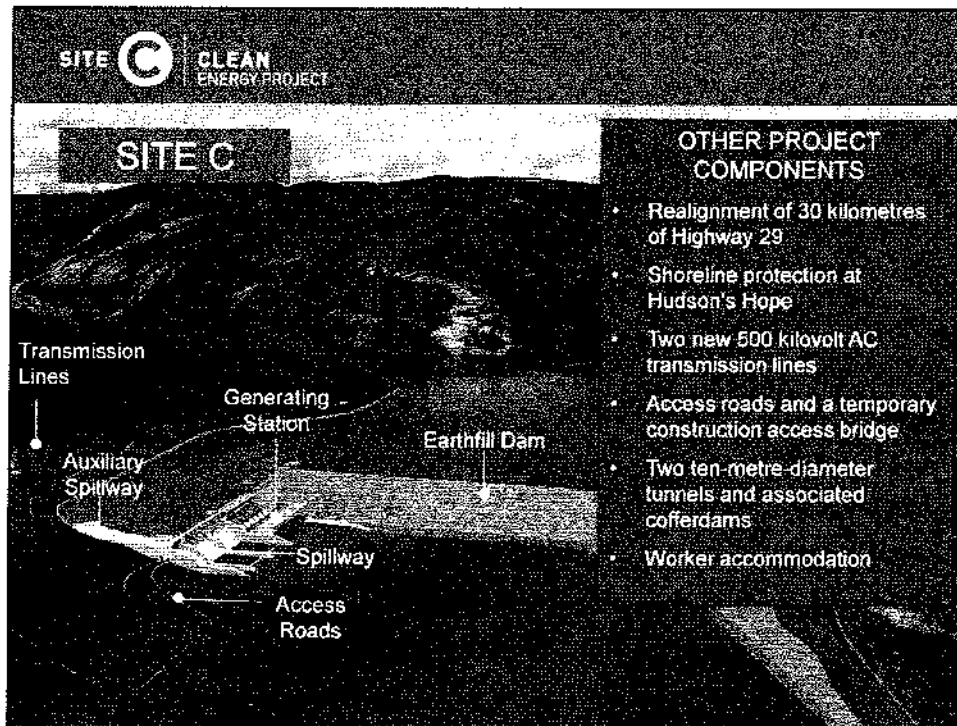 SITE C CLEAN
ENERGY PROJECT
SITE C
Transmission
Lines
Generating
Station
Auxiliary
Spillway
Earthfill Dam
Spillway
Access
Roads
OTHER PROJECT
COMPONENTS
• Realignment of 30 kilometres
of Highway 29
• Shoreline protection at
Hudson's Hope
• Two new 500 kilovolt AC
transmission lines
• Access roads and a temporary
construction access bridge
• Two ten-metre-diameter
tunnels and associated
cofferdams
• Worker accommodation